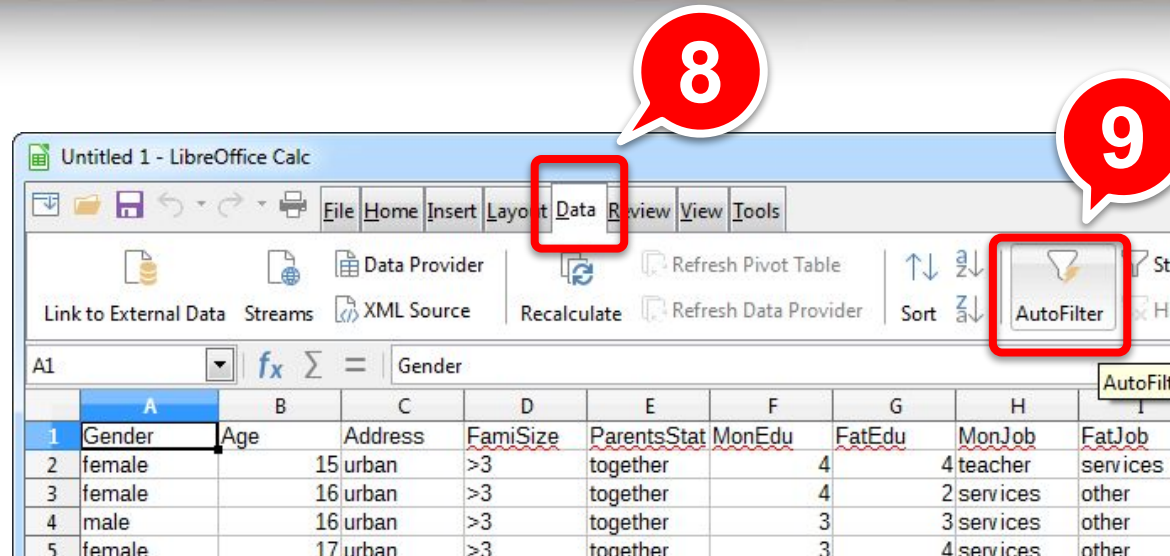 8
9
Untitled 1 - LibreOffice Calc
File Home Insert Layout Data Review View Tools
Data Provider Refresh Pivot Table St
Link to External Data Streams XML Source Recalculate Refresh Data Provider Sort AutoFilter H
A1 fx Σ = Gender
AutoFilt
A B C D E F G H I
1 Gender Age Address FamiSize ParentsStat MonEdu FatEdu MonJob FatJob
2 female 15 urban >3 together 4 4 teacher services
3 female 16 urban >3 together 4 2 services other
4 male 16 urban >3 together 3 3 services other
5 female 17 urban >3 together 3 4 services other